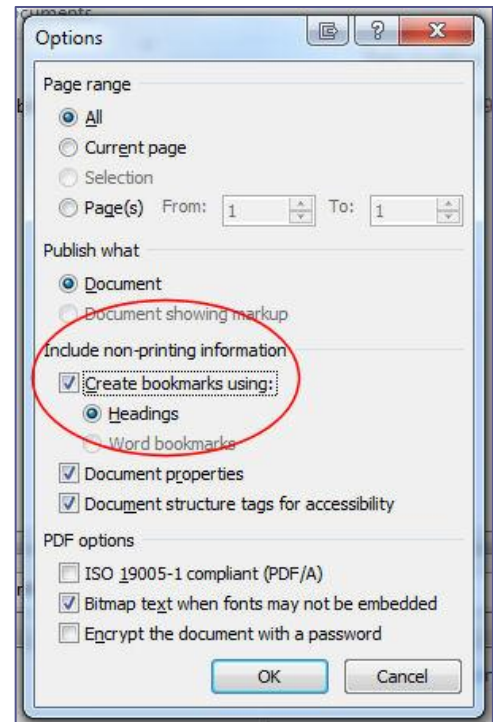 cuments
Options
Page range
All
Current page
Selection
Page(s) From: 1 To: 1
Publish what
Document
Document showing markup
Include non-printing information
Create bookmarks using:
Headings
Word bookmarks
Document properties
Document structure tags for accessibility
PDF options
ISO 19005-1 compliant (PDF/A)
Bitmap text when fonts may not be embedded
Encrypt the document with a password
OK Cancel